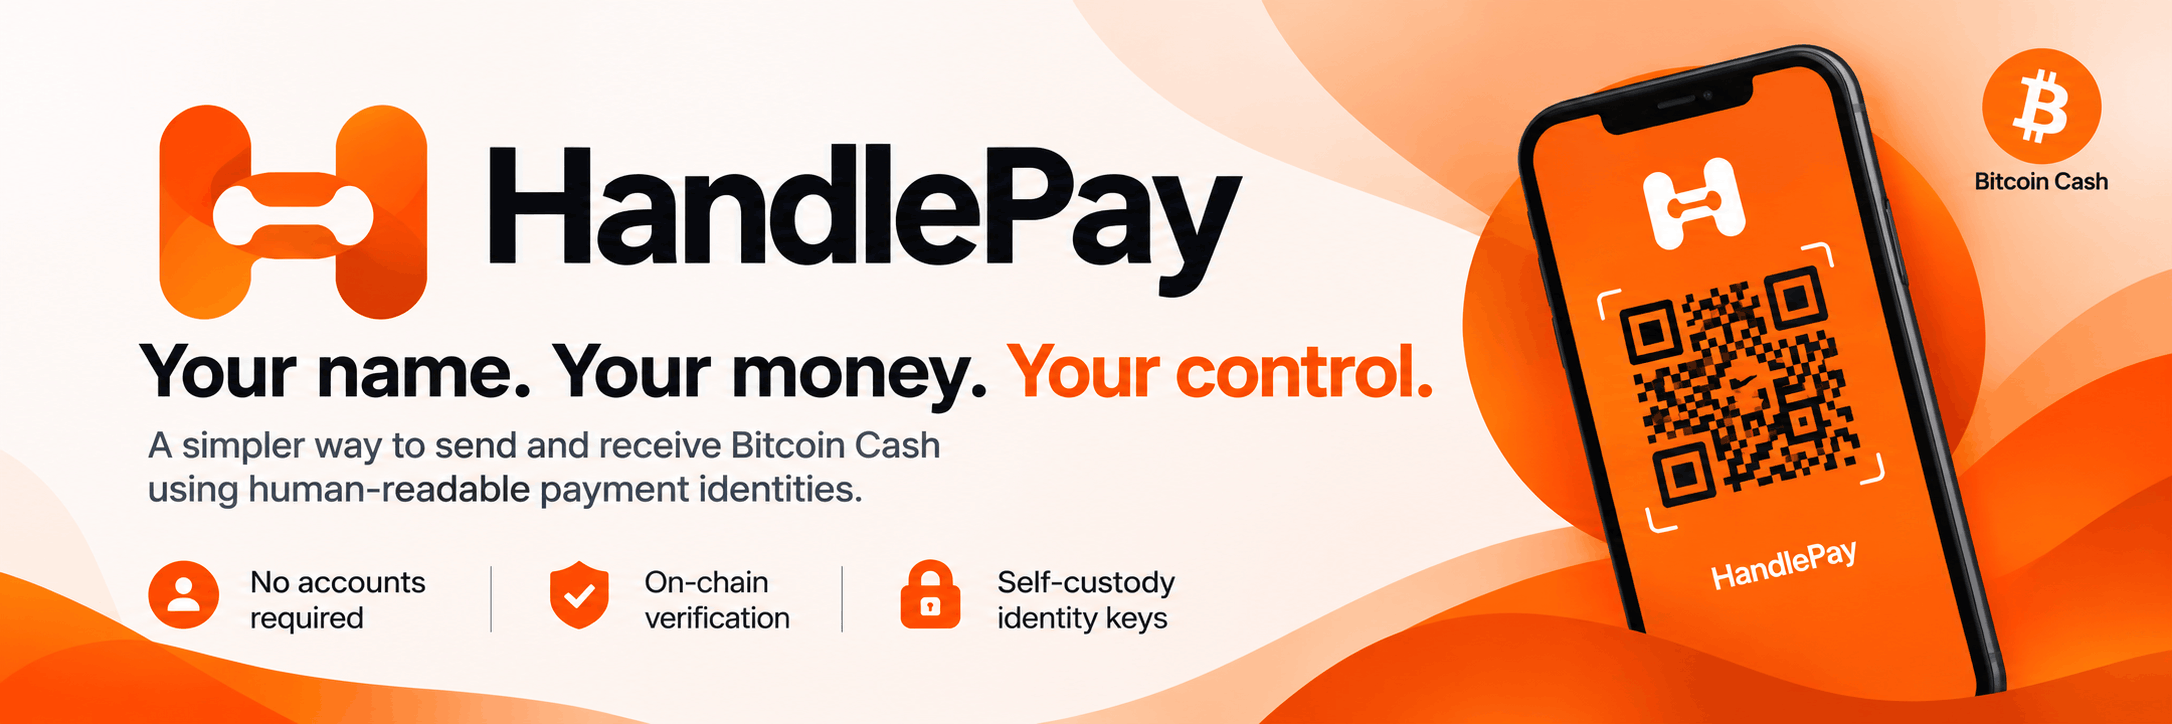 HandlePay
Your name. Your money. Your control.
A simpler way to send and receive Bitcoin Cash
using human-readable payment identities.
No accounts
required
On-chain
verification
Self-custody
identity keys
HandlePay
Bitcoin Cash